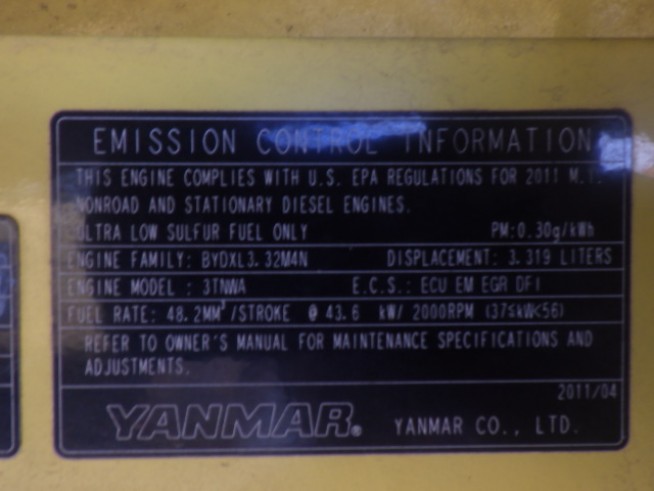 EMISSION CONTROL INFORMATION
THIS ENGINE COMPLIES WITH U.S. EPA REGULATIONS FOR 2011 M.Y.
NONROAD AND STATIONARY DIESEL ENGINES.
ULTRA LOW SULFUR FUEL ONLY PM:0.30g/kWh
ENGINE FAMILY: BYDXL3.32M4N DISPLACEMENT: 3.319 LITERS
ENGINE MODEL : 3TNWA E.C.S.: ECU EM EGR DFI
FUEL RATE: 48.2MM³/STROKE @ 43.6 kW/ 2000RPM (37≤kW<56)
REFER TO OWNER'S MANUAL FOR MAINTENANCE SPECIFICATIONS AND
ADJUSTMENTS.
2011/04
YANMAR® YANMAR CO., LTD.